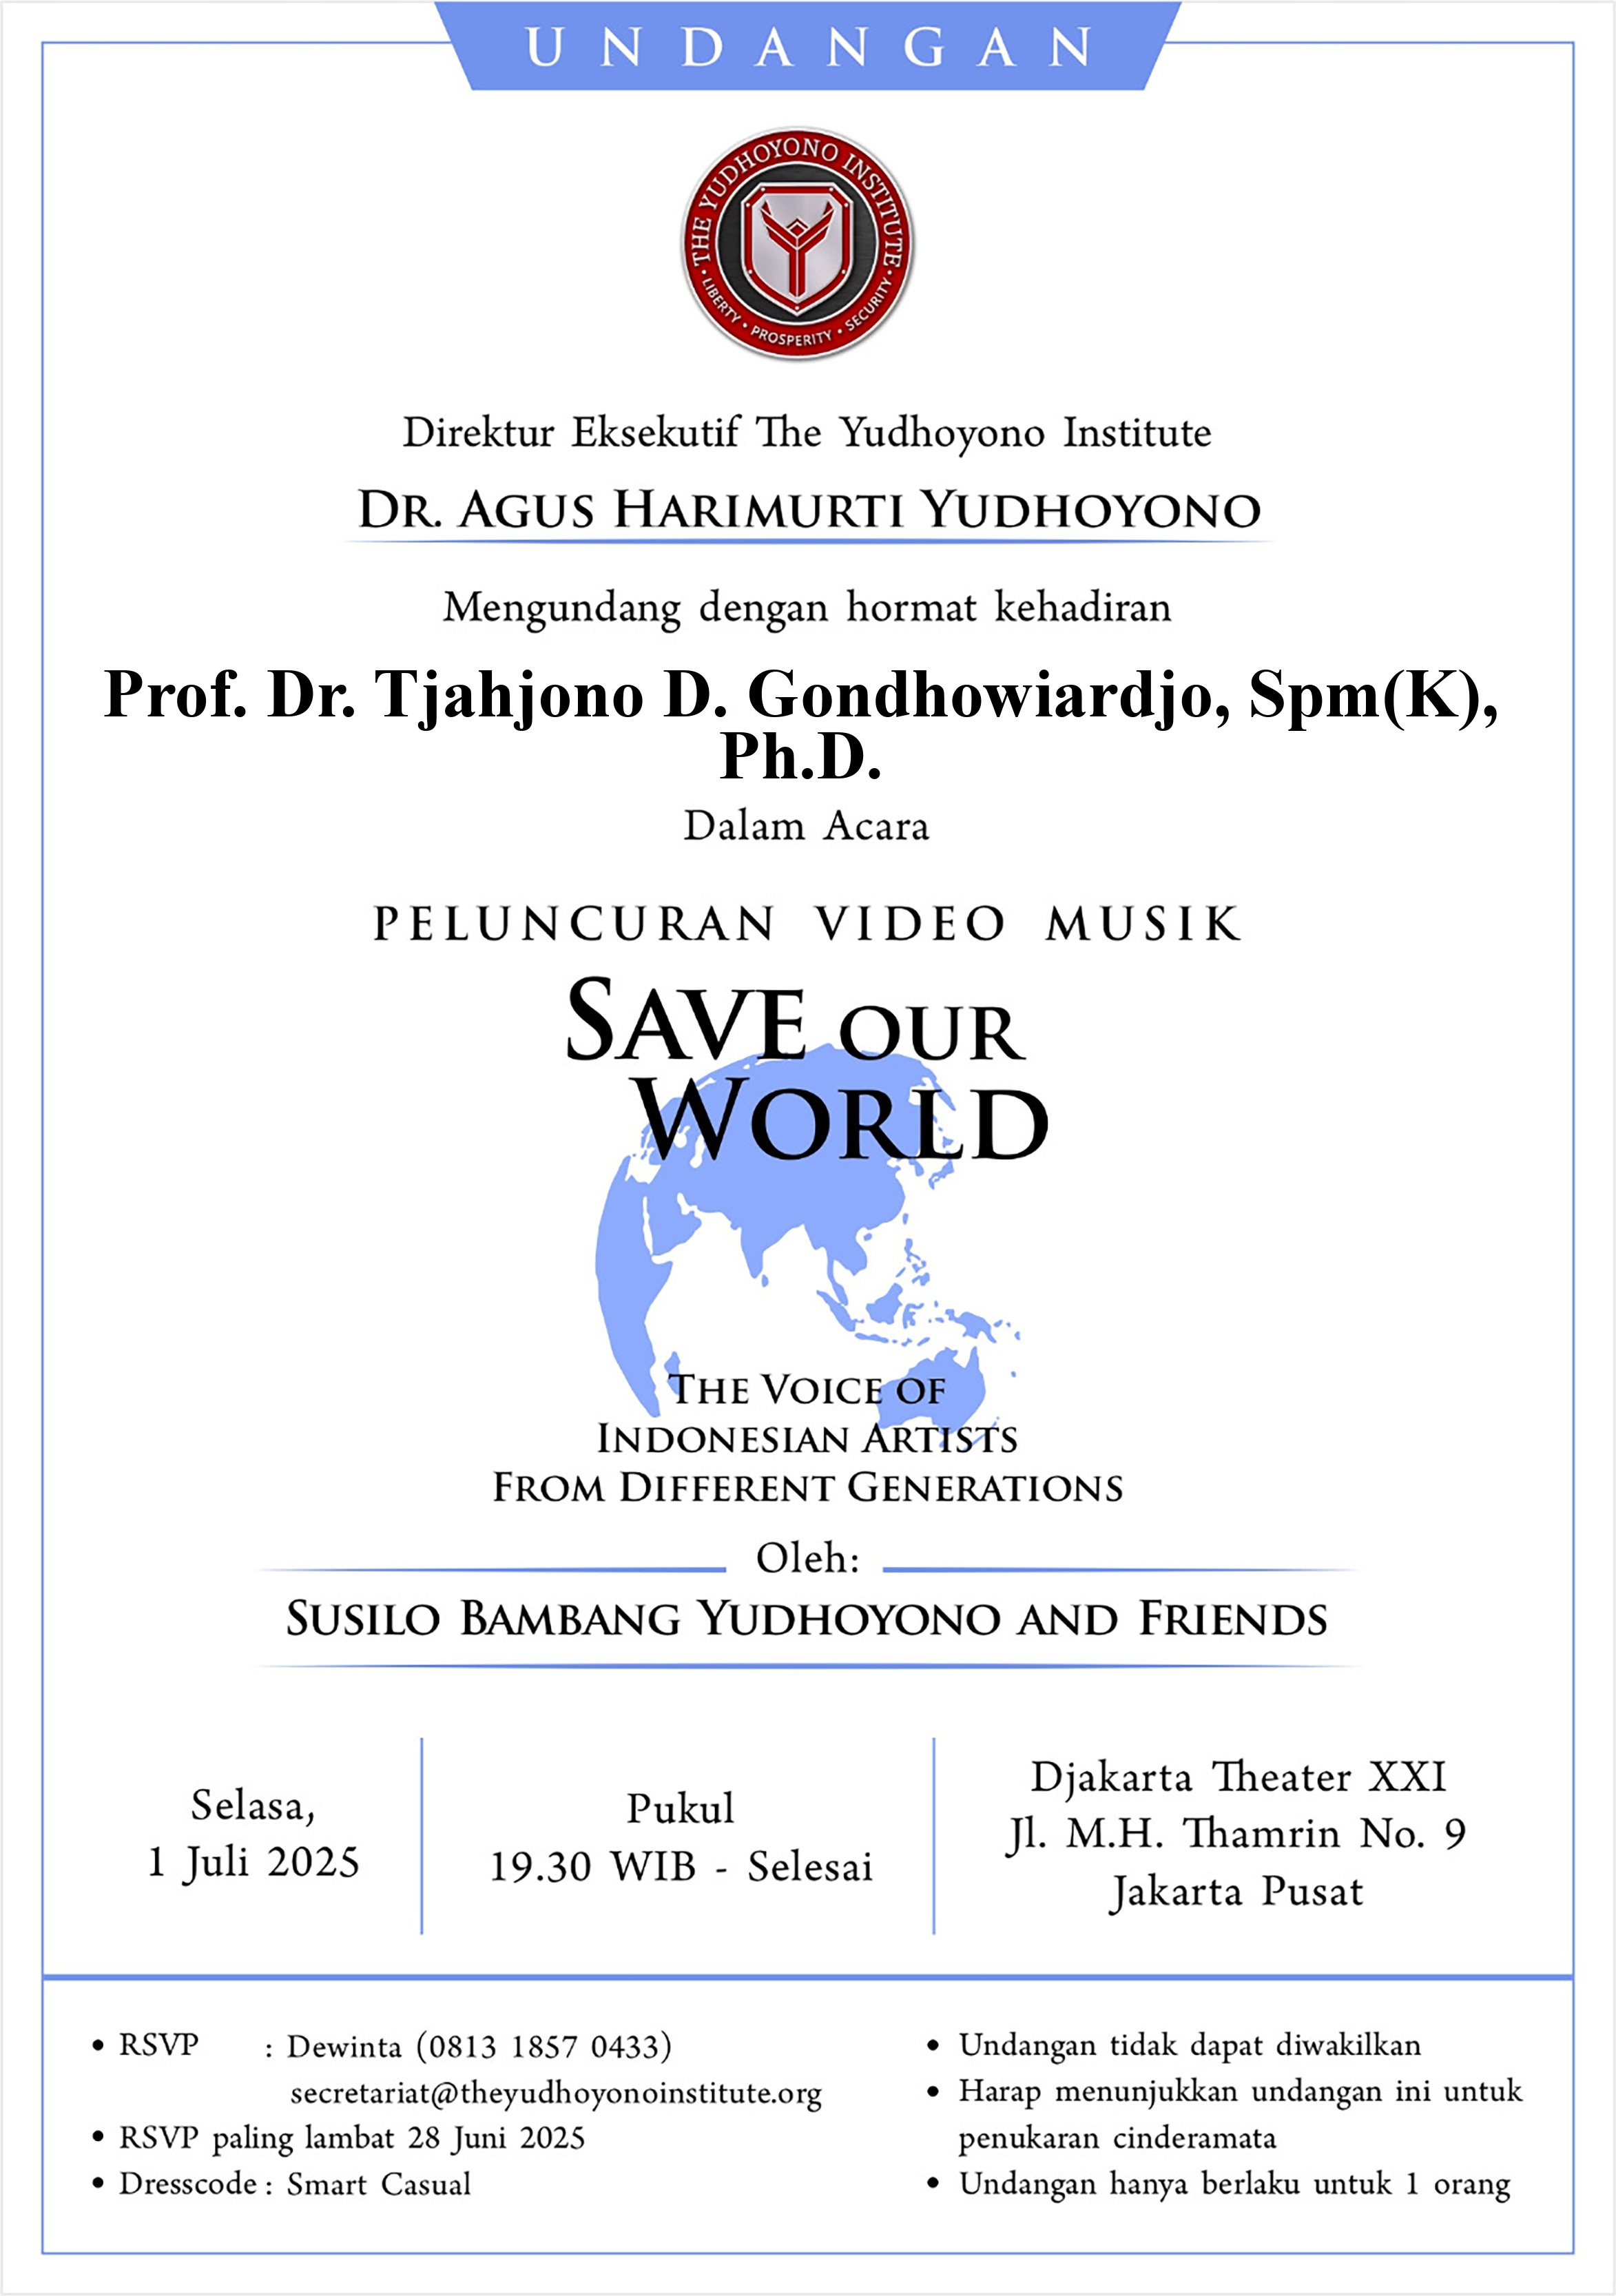 UNDANGAN
THE YUDHOYONO INSTITUTE
LIBERTY • PROSPERITY • SECURITY
Direktur Eksekutif The Yudhoyono Institute
DR. AGUS HARIMURTI YUDHOYONO
Mengundang dengan hormat kehadiran
Prof. Dr. Tjahjono D. Gondhowiardjo, Spm(K),
Ph.D.
Dalam Acara
PELUNCURAN VIDEO MUSIK
SAVE OUR
WORLD
THE VOICE OF
INDONESIAN ARTISTS
FROM DIFFERENT GENERATIONS
Oleh:
SUSILO BAMBANG YUDHOYONO AND FRIENDS
Selasa,
1 Juli 2025
Pukul
19.30 WIB - Selesai
Djakarta Theater XXI
Jl. M.H. Thamrin No. 9
Jakarta Pusat
• RSVP : Dewinta (0813 1857 0433)
secretariat@theyudhoyonoinstitute.org
• RSVP paling lambat 28 Juni 2025
• Dresscode : Smart Casual
• Undangan tidak dapat diwakilkan
• Harap menunjukkan undangan ini untuk
penukaran cinderamata
• Undangan hanya berlaku untuk 1 orang